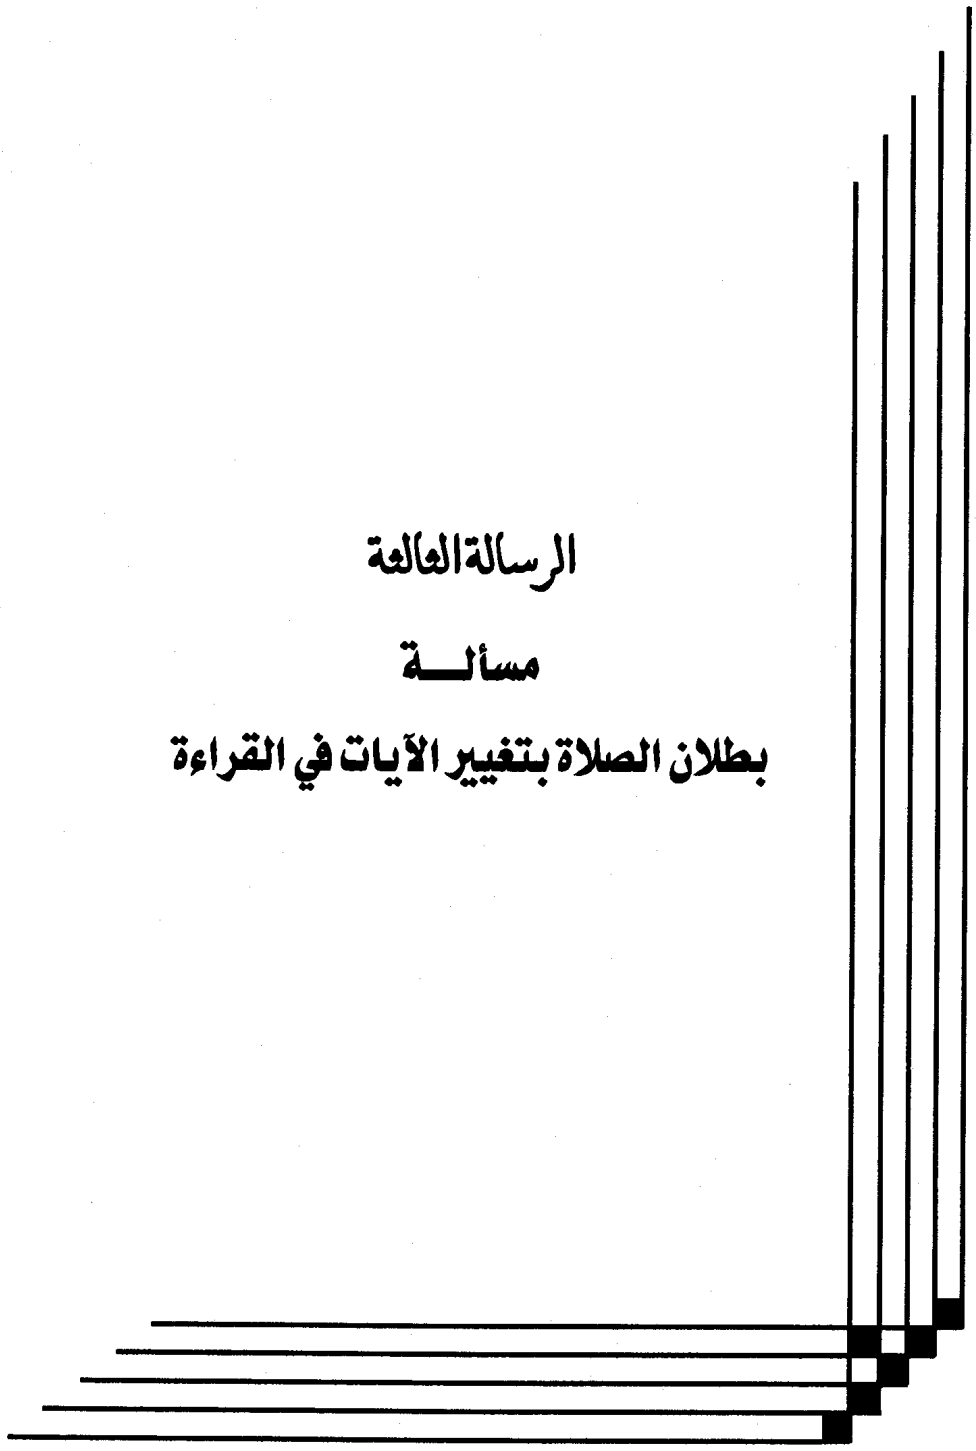 الرسالة الثالثة
مسألـــة
بطلان الصلاة بتغيير الآيات في القراءة